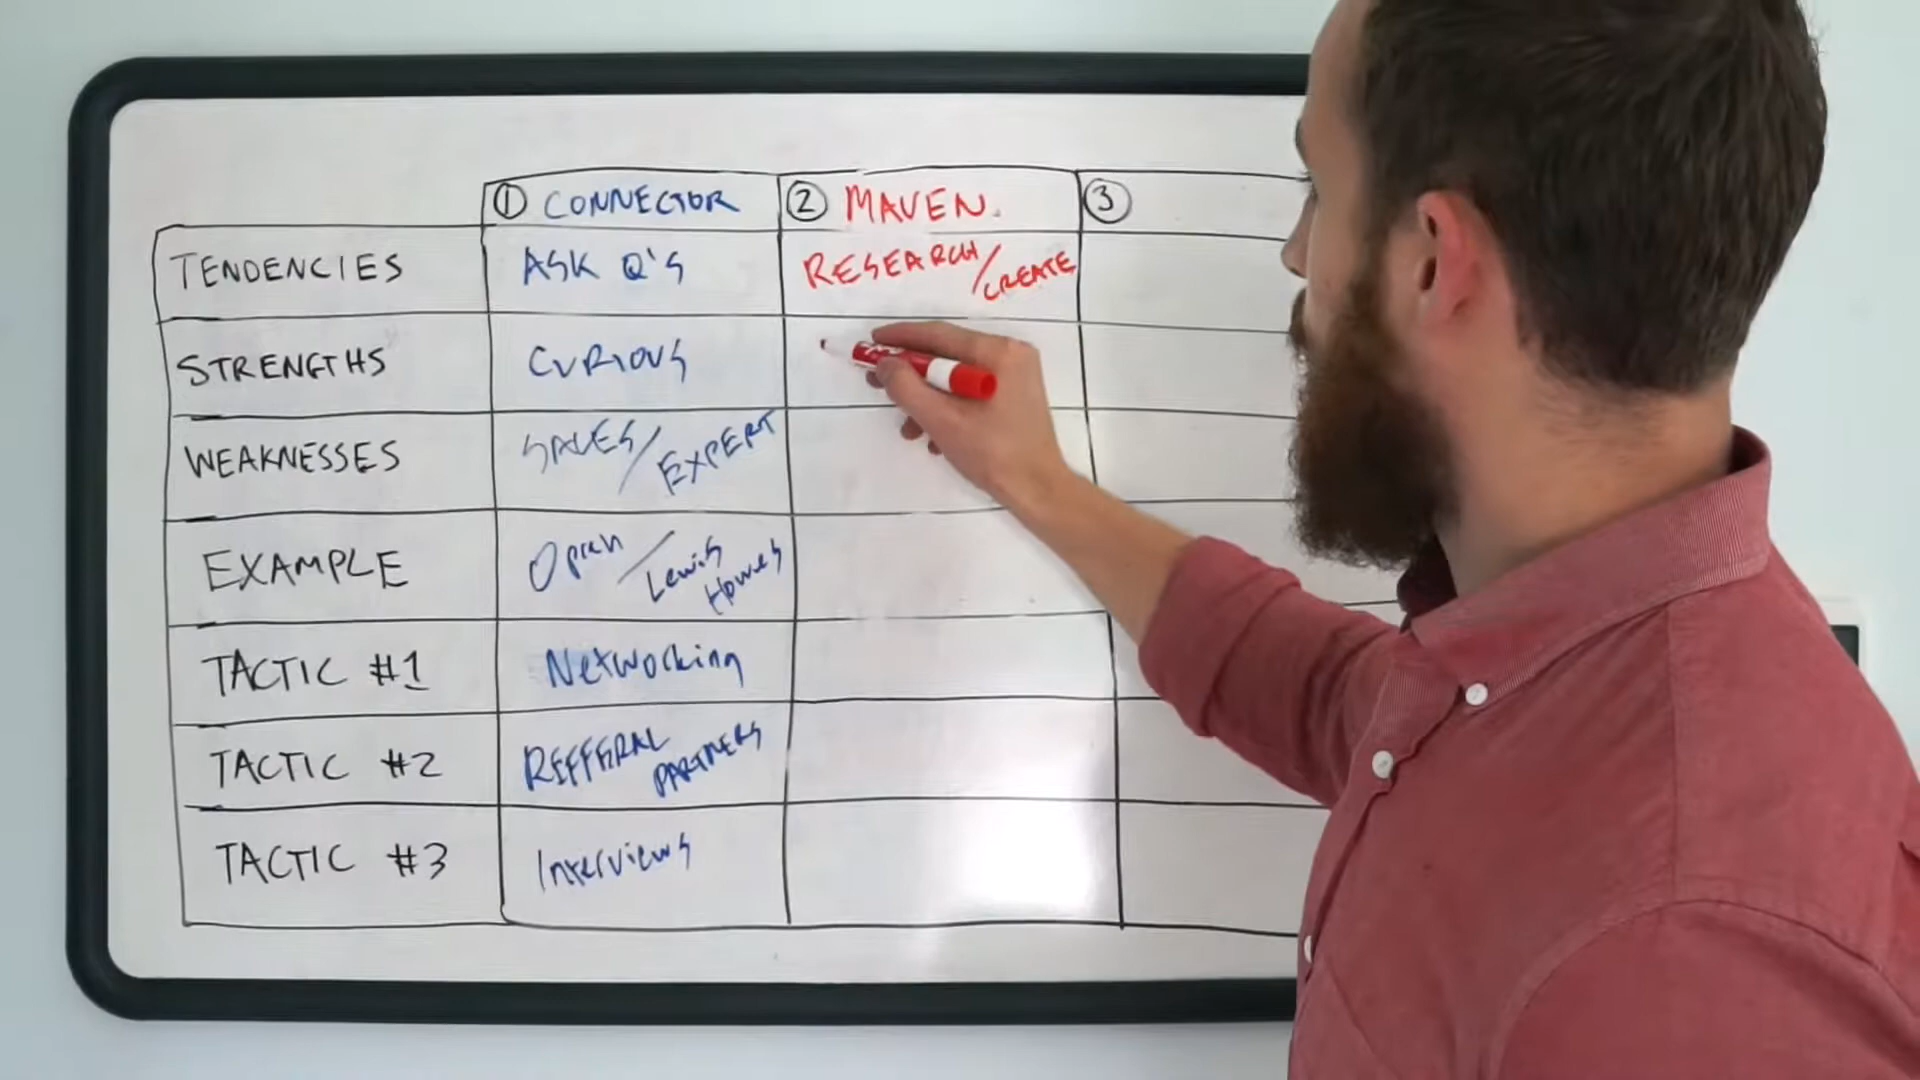 ① CONNECTOR ② MAVEN. ③
TENDENCIES ASK Q'S RESEARCH/CREATE
STRENGTHS CURIOUS
WEAKNESSES SALES/EXPERT
EXAMPLE Oprah/Lewis Howes
TACTIC #1 Networking
TACTIC #2 REFFERAL PARTNERS
TACTIC #3 Interviews